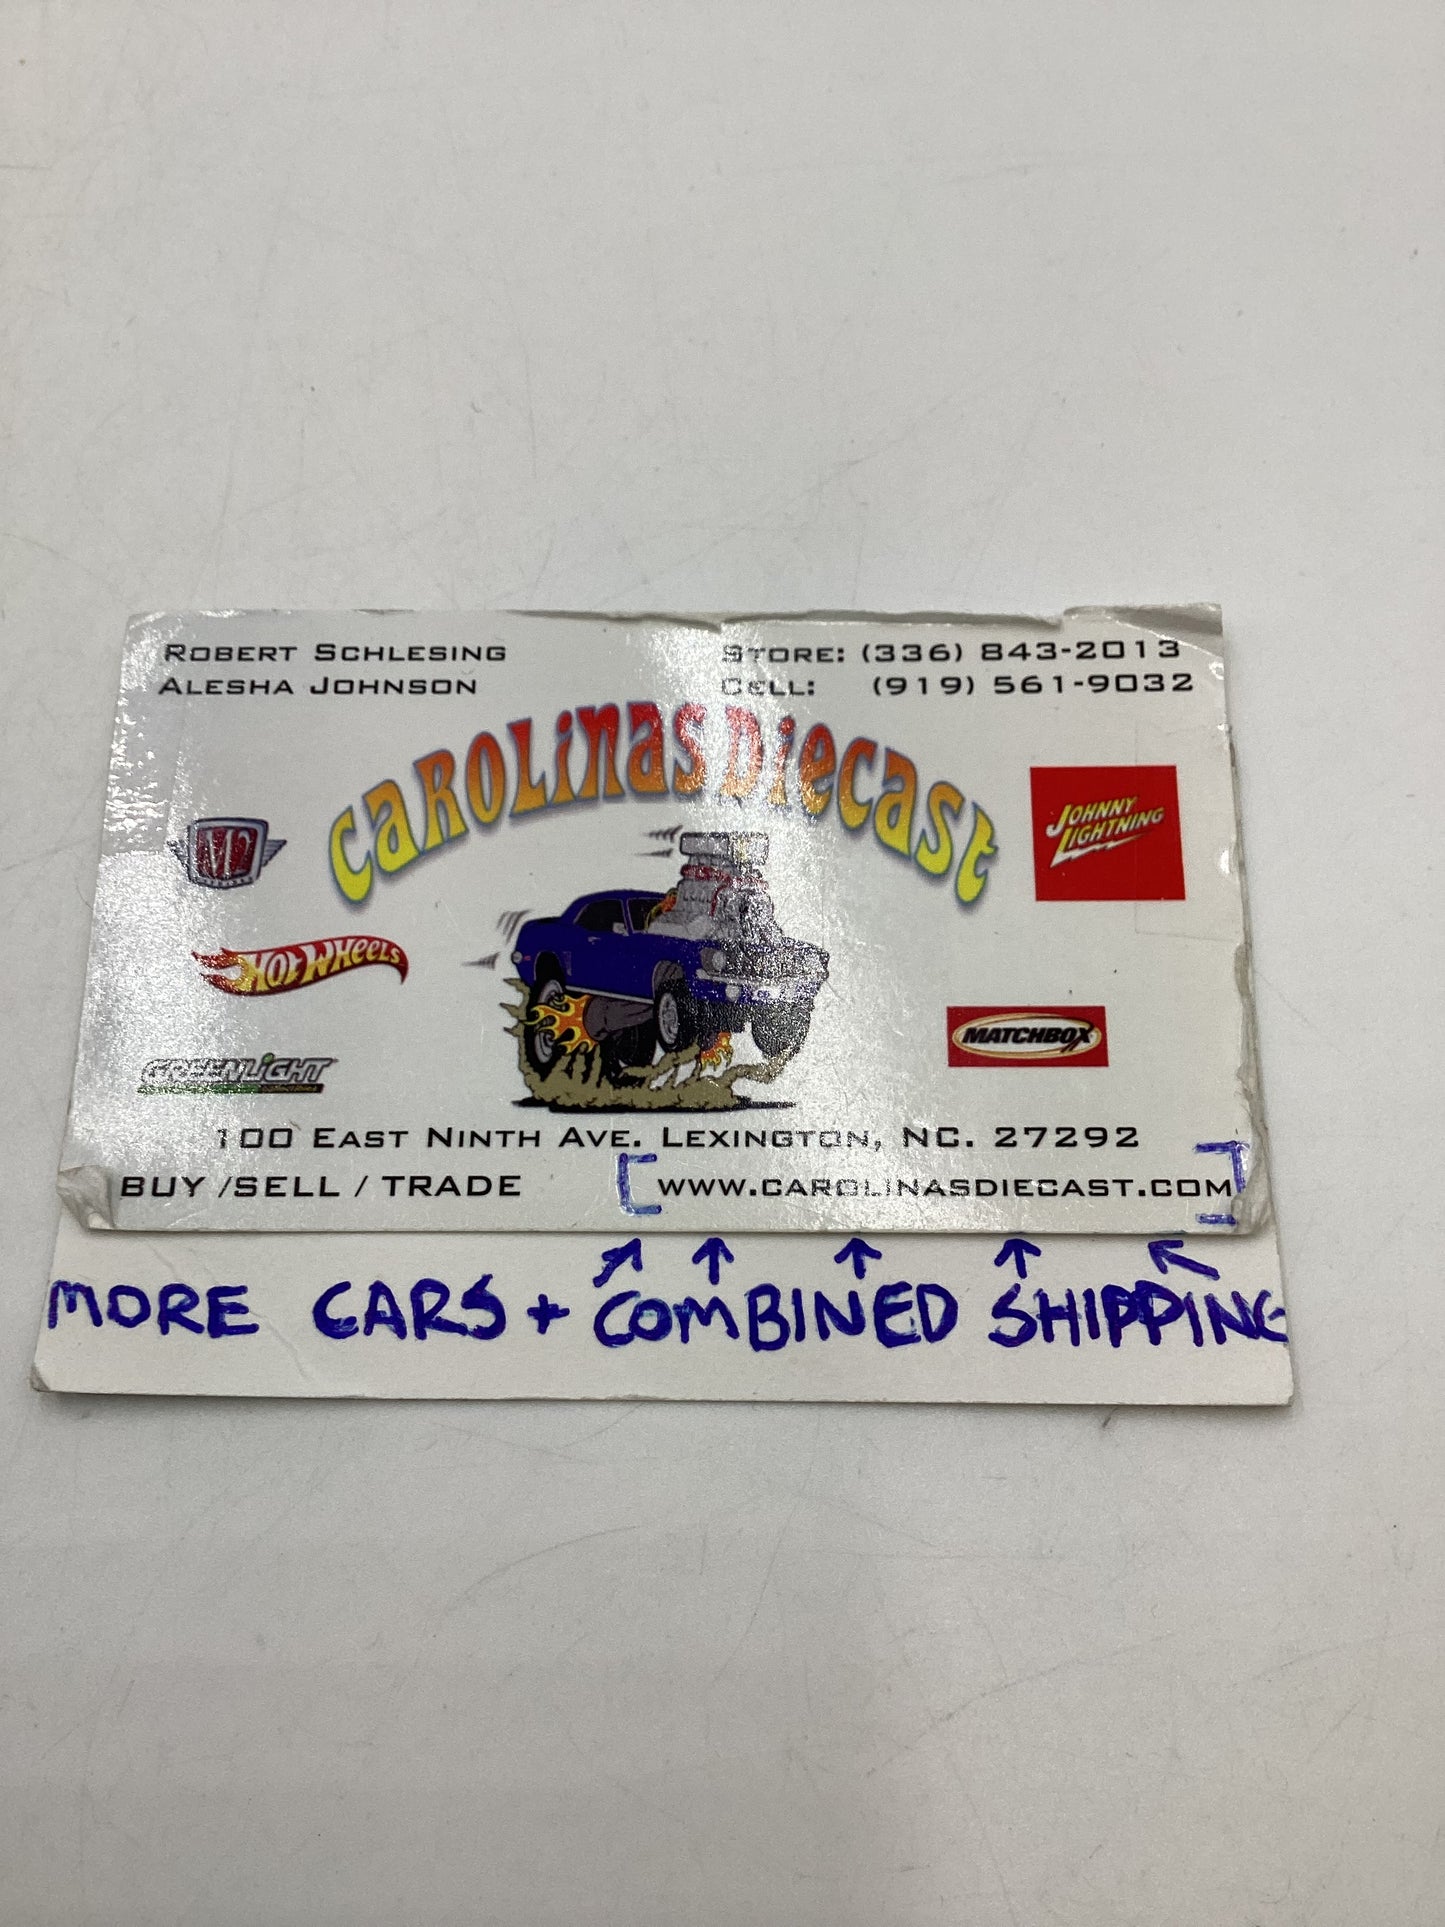 ROBERT SCHLESING
ALESHA JOHNSON
STORE: (336) 843-2013
CELL: (919) 561-9032
CAROLINAS DIECAST
M2
JOHNNY
LIGHTNING
HOT WHEELS
MATCHBOX
GREENLIGHT
100 EAST NINTH AVE. LEXINGTON, NC. 27292
BUY /SELL / TRADE
WWW.CAROLINASDIECAST.COM
MORE CARS + COMBINED SHIPPING